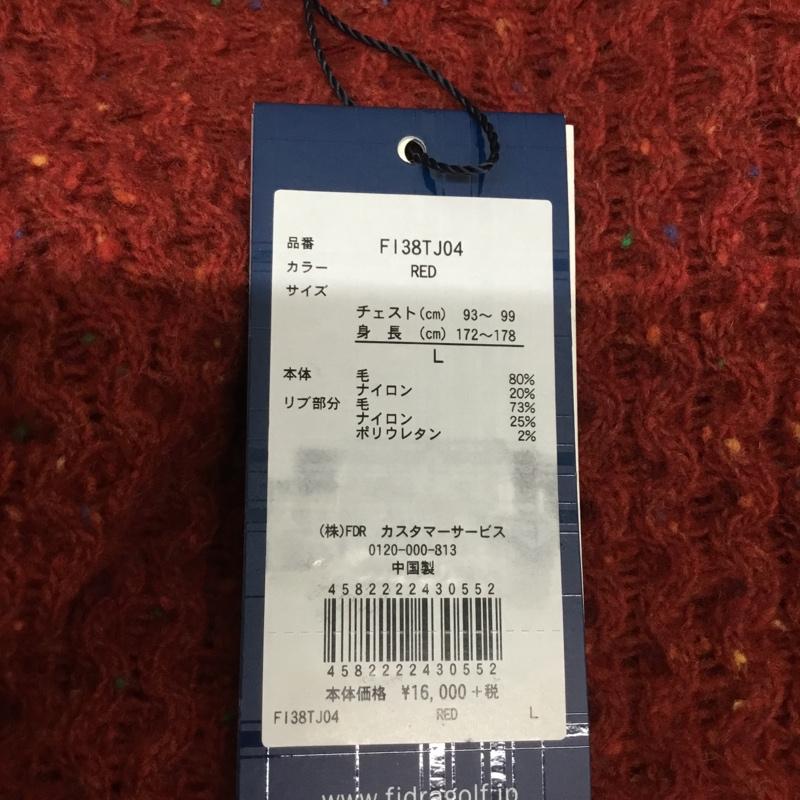 品番 FI38TJ04
カラー RED
サイズ
チェスト(cm) 93～ 99
身 長 (cm) 172～178
L
本体 毛 80%
ナイロン 20%
リブ部分 毛 73%
ナイロン 25%
ポリウレタン 2%
(株)FDR カスタマーサービス
0120-000-813
中国製
4582222430552
4582222430552
本体価格 ¥16,000+税
FI38TJ04 RED L
www.fidragolf.jp